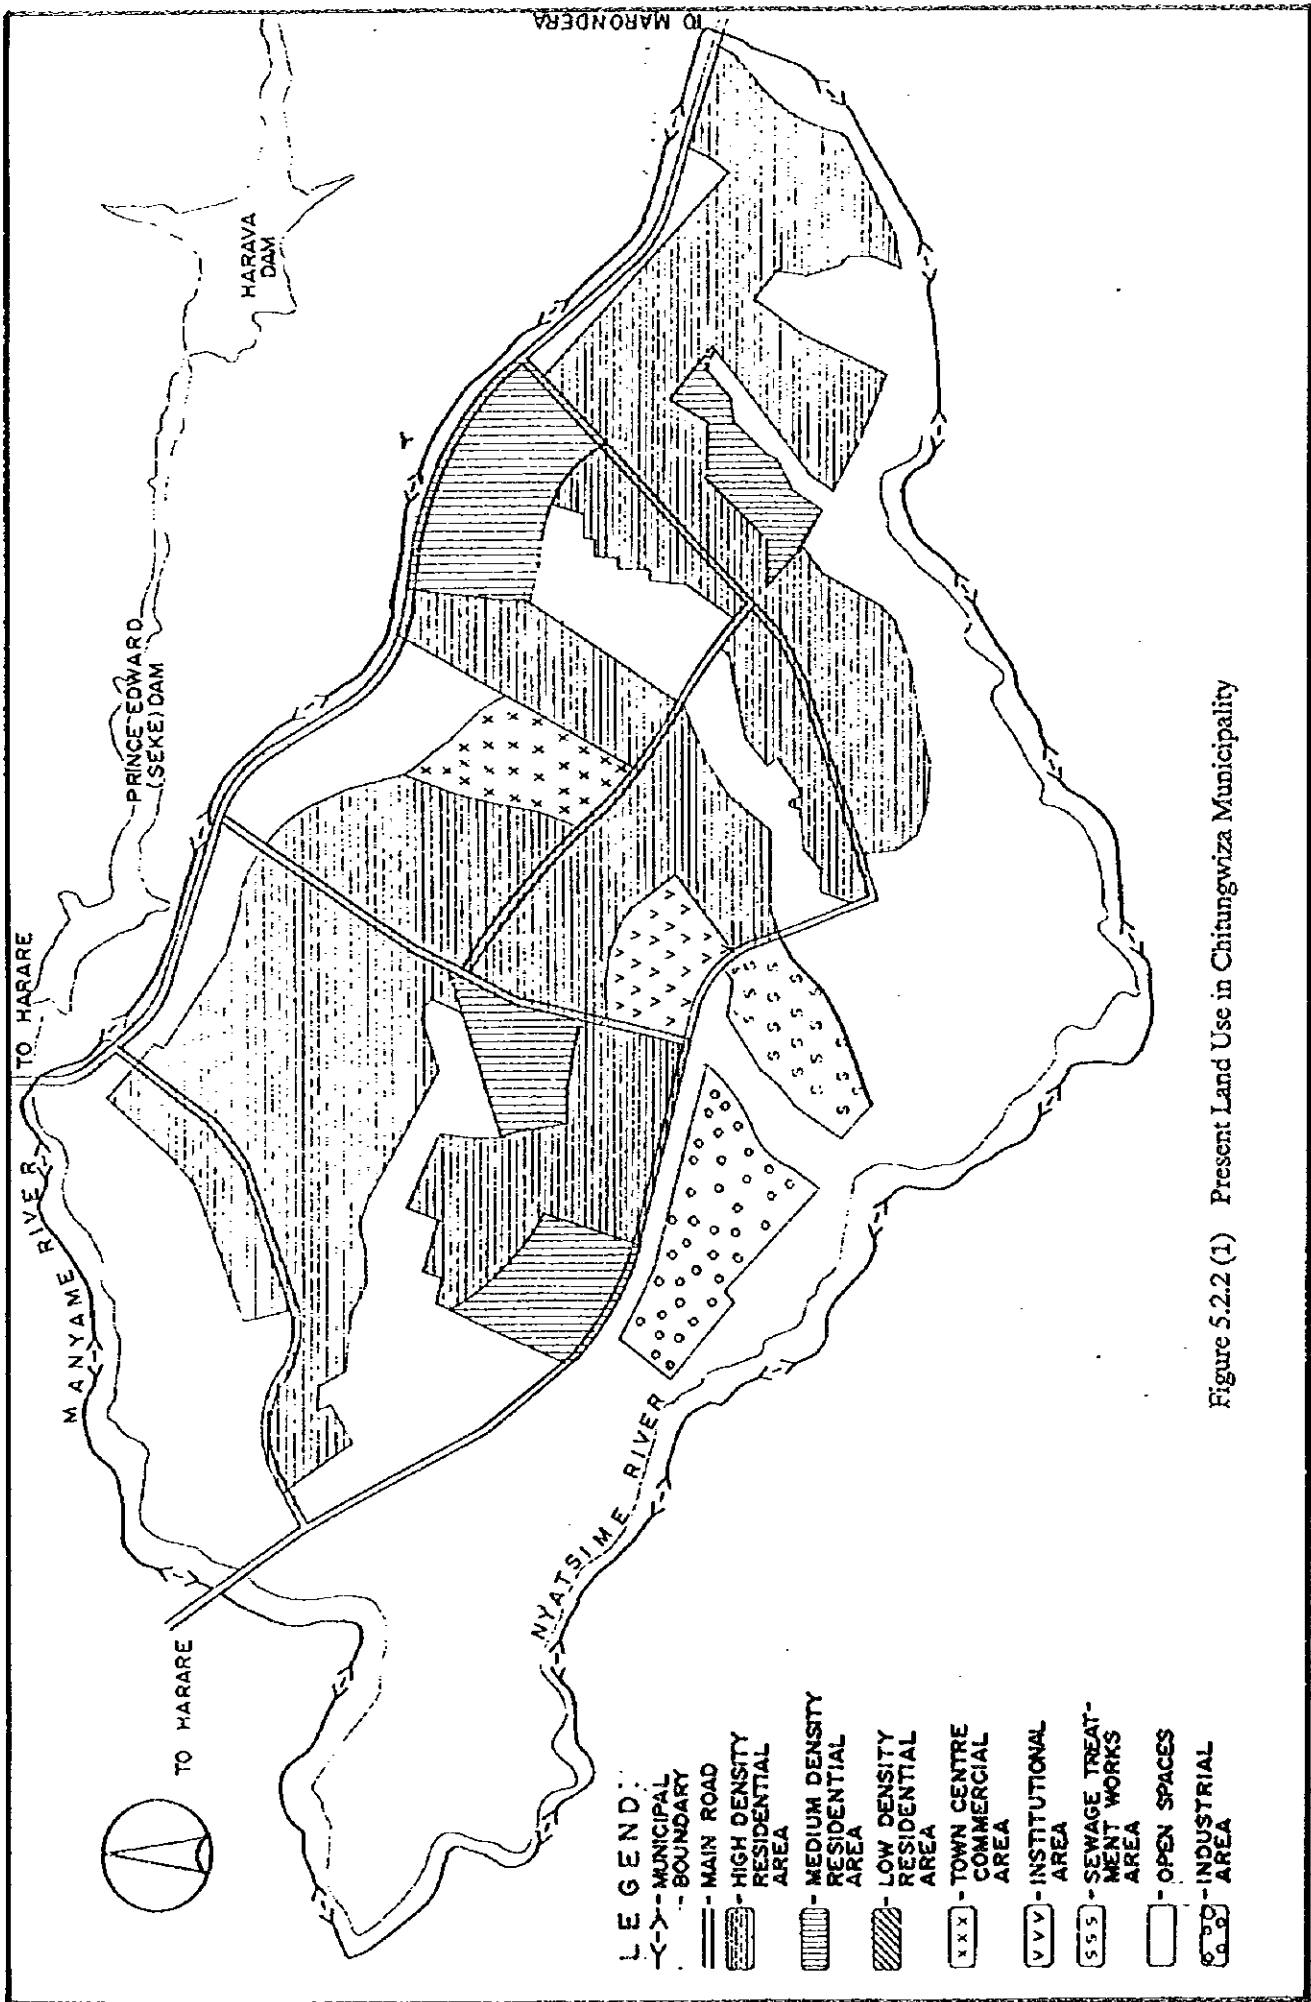 TO HARARE
MANYAME RIVER
TO HARARE
PRINCE EDWARD
(SEKE) DAM
HARAVA
DAM
TO MARONDERA
NYATSIME RIVER
LEGEND:
MUNICIPAL
BOUNDARY
MAIN ROAD
HIGH DENSITY
RESIDENTIAL
AREA
MEDIUM DENSITY
RESIDENTIAL
AREA
LOW DENSITY
RESIDENTIAL
AREA
TOWN CENTRE
COMMERCIAL
AREA
INSTITUTIONAL
AREA
SEWAGE TREAT-
MENT WORKS
AREA
OPEN SPACES
INDUSTRIAL
AREA
Figure 5.2.2 (1) Present Land Use in Chitungwiza Municipality